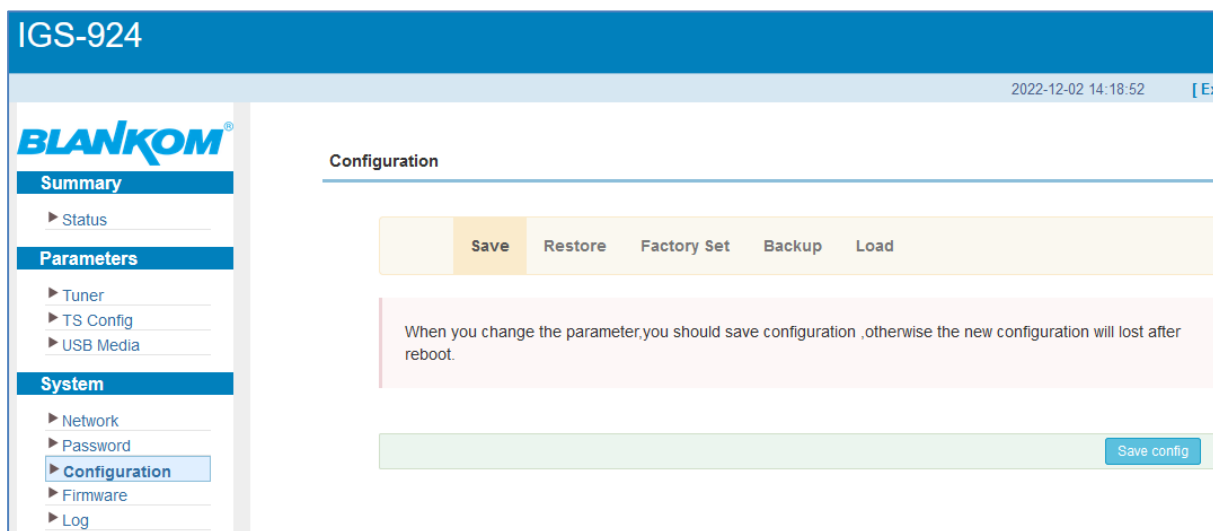 IGS-924
2022-12-02 14:18:52 [ Ex
BLANKOM®
Summary
Status
Parameters
Tuner
TS Config
USB Media
System
Network
Password
Configuration
Firmware
Log
Configuration
Save Restore Factory Set Backup Load
When you change the parameter,you should save configuration ,otherwise the new configuration will lost after
reboot.
Save config